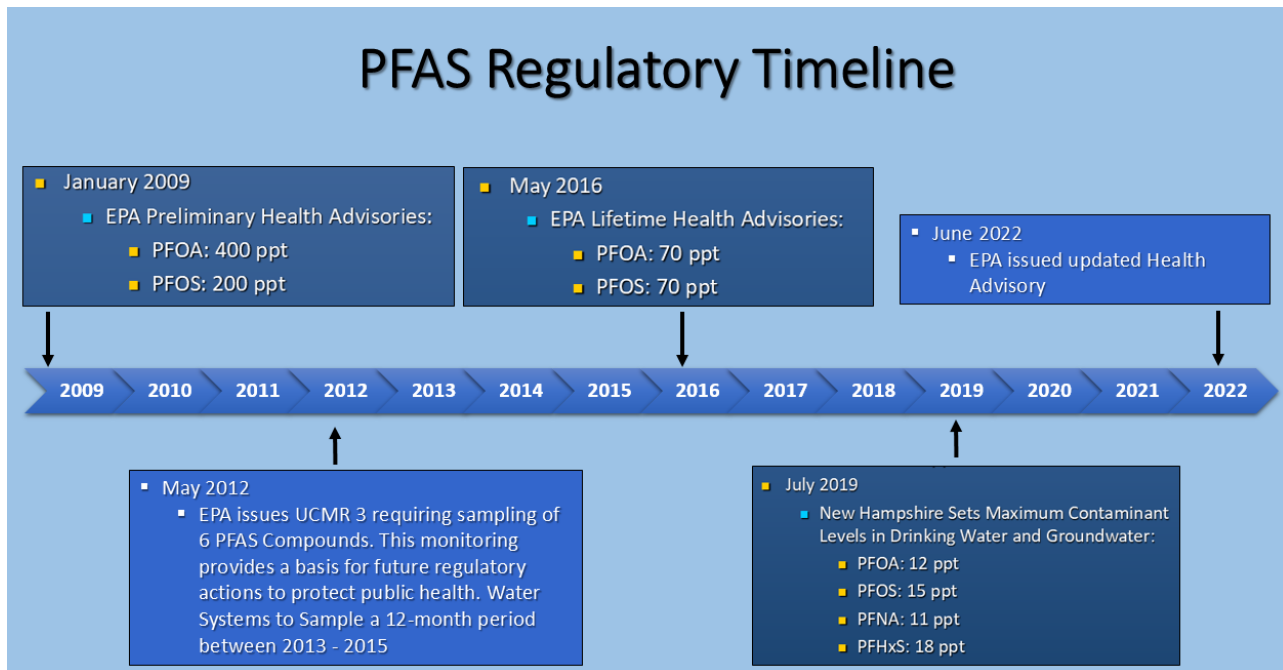 PFAS Regulatory Timeline
January 2009
EPA Preliminary Health Advisories:
PFOA: 400 ppt
PFOS: 200 ppt
May 2016
EPA Lifetime Health Advisories:
PFOA: 70 ppt
PFOS: 70 ppt
June 2022
EPA issued updated Health
Advisory
2009 2010 2011 2012 2013 2014 2015 2016 2017 2018 2019 2020 2021 2022
May 2012
EPA issues UCMR 3 requiring sampling of
6 PFAS Compounds. This monitoring
provides a basis for future regulatory
actions to protect public health. Water
Systems to Sample a 12-month period
between 2013 - 2015
July 2019
New Hampshire Sets Maximum Contaminant
Levels in Drinking Water and Groundwater:
PFOA: 12 ppt
PFOS: 15 ppt
PFNA: 11 ppt
PFHxS: 18 ppt